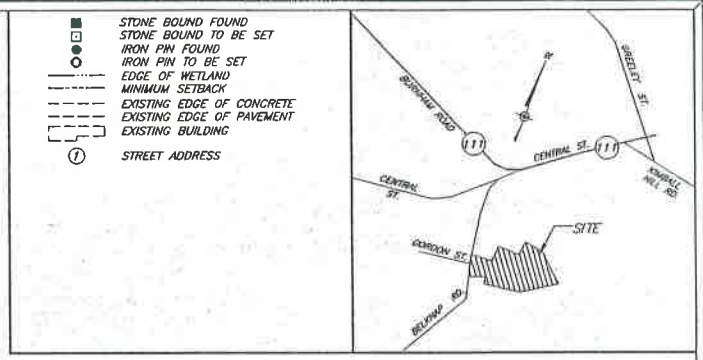 STONE BOUND FOUND
STONE BOUND TO BE SET
IRON PIN FOUND
IRON PIN TO BE SET
EDGE OF WETLAND
MINIMUM SETBACK
EXISTING EDGE OF CONCRETE
EXISTING EDGE OF PAVEMENT
EXISTING BUILDING
1 STREET ADDRESS
GREELEY ST.
BURNHAM ROAD
111
CENTRAL ST.
111
KIMBALL HILL RD.
CENTRAL ST.
SITE
GORDON ST.
BELKNAP RD.